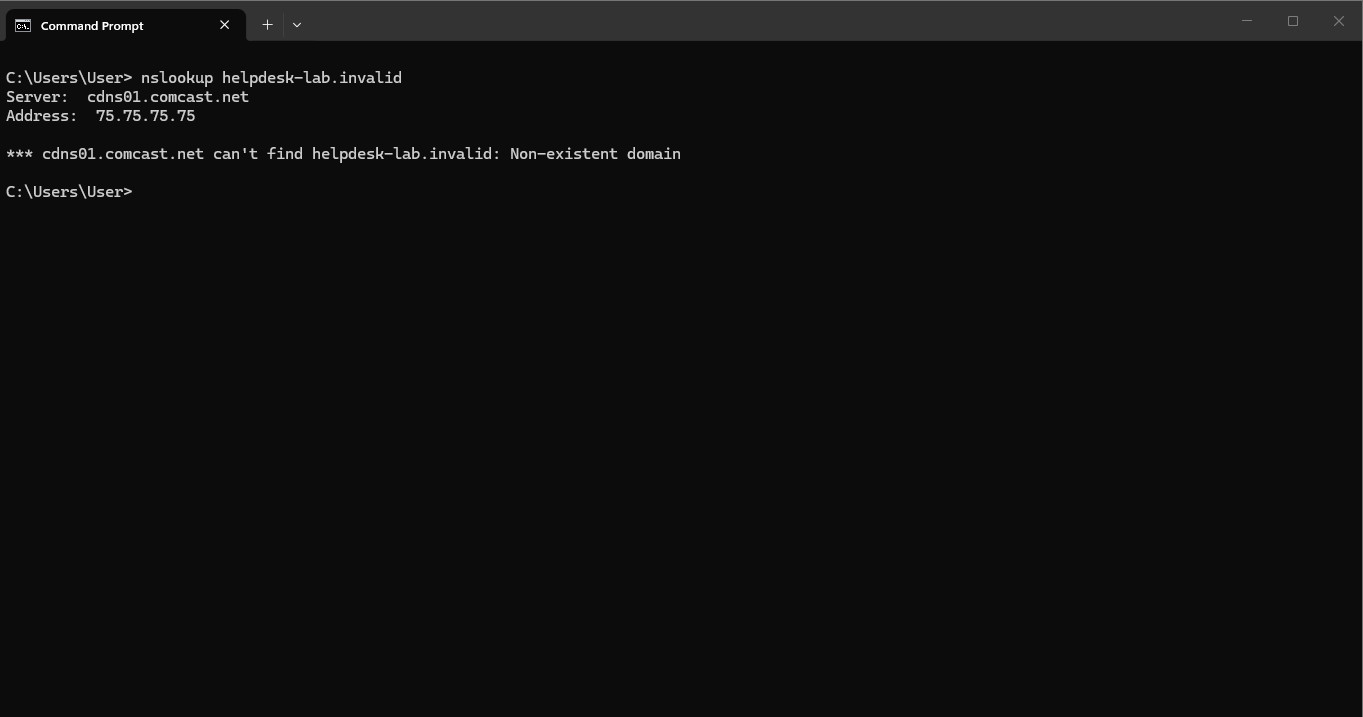 Command Prompt
C:\Users\User> nslookup helpdesk-lab.invalid
Server:  cdns01.comcast.net
Address:  75.75.75.75
*** cdns01.comcast.net can't find helpdesk-lab.invalid: Non-existent domain
C:\Users\User>